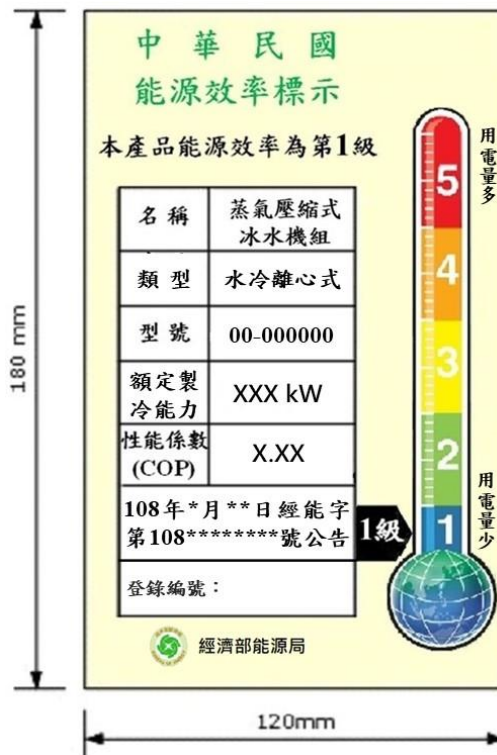 中華民國
能源效率標示
本產品能源效率為第1級
名稱
蒸氣壓縮式
冰水機組
類型
水冷離心式
型號
00-000000
額定製
冷能力
XXX kW
性能係數
(COP)
X.XX
108年*月**日經能字
第108********號公告
登錄編號：
經濟部能源局
用電量多
5
4
3
2
1
1級
用電量少
180 mm
120mm